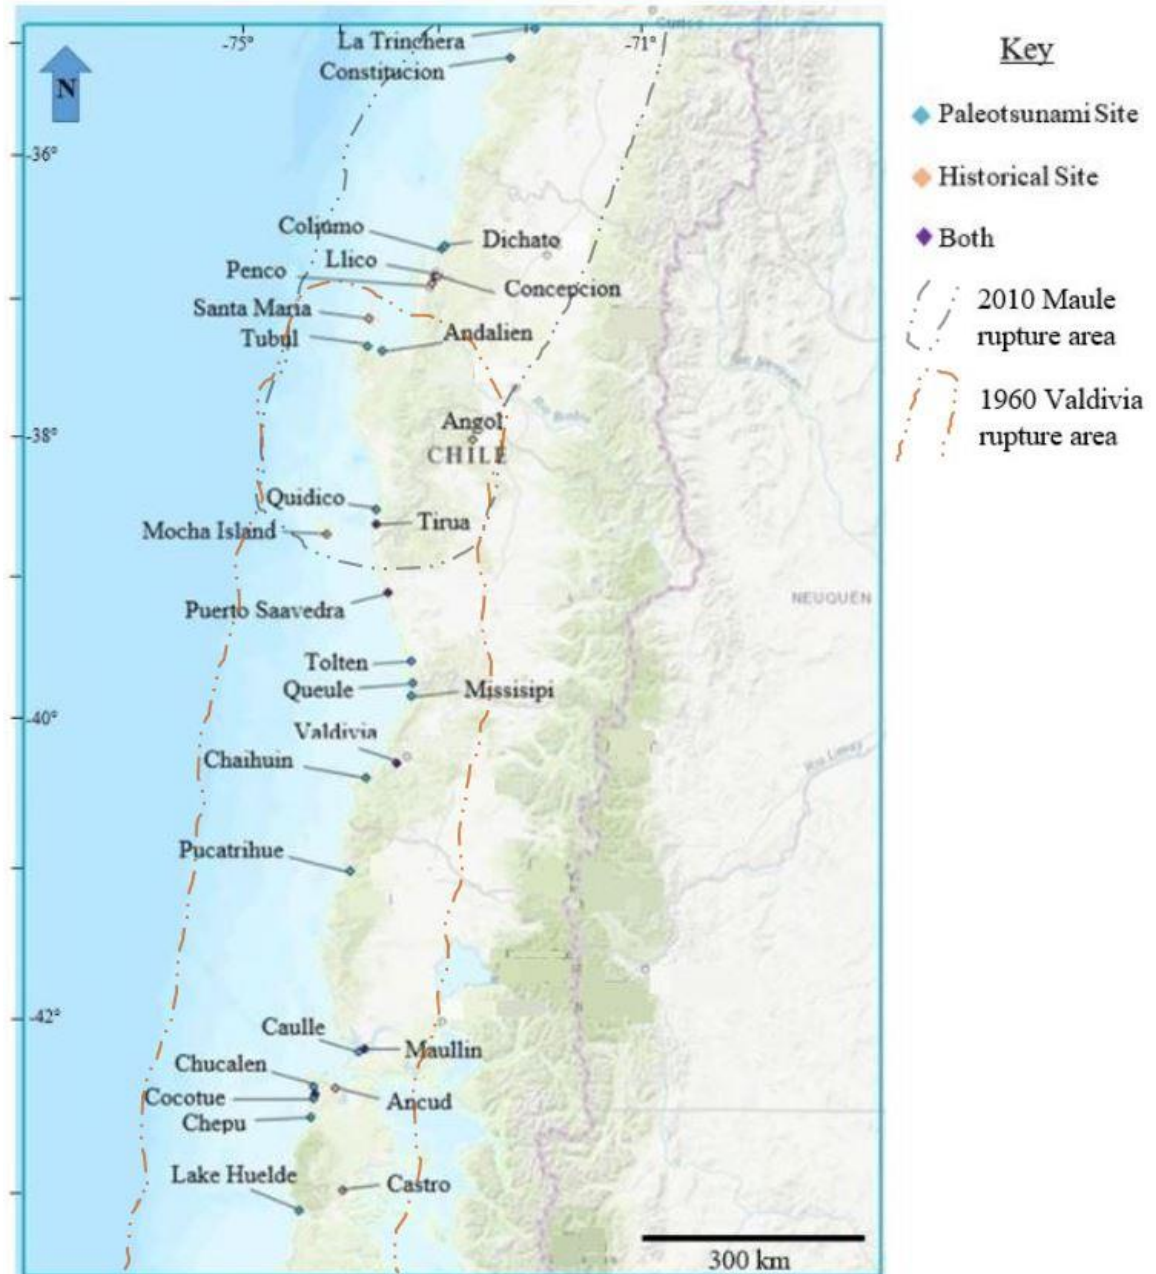 -75°
La Trinchera
Constitucion
-71°
N
-36°
Coliumo
Dichato
Llico
Penco
Concepcion
Santa Maria
Tubul
Andalien
-38°
Angol
CHILE
Quidico
Tirua
Mocha Island
NEUQUÉN
Puerto Saavedra
Tolten
Queule
Missisipi
-40°
Valdivia
Chaihuin
Rio Limay
Pucatrihue
-42°
Caulle
Maullin
Chucalen
Cocotue
Ancud
Chepu
Lake Huelde
Castro
300 km
Key
Paleotsunami Site
Historical Site
Both
2010 Maule
rupture area
1960 Valdivia
rupture area